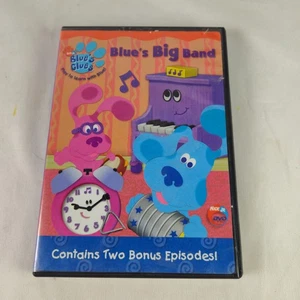 Blue's Big Band
Blue's
Clues
Contains Two Bonus Episodes!